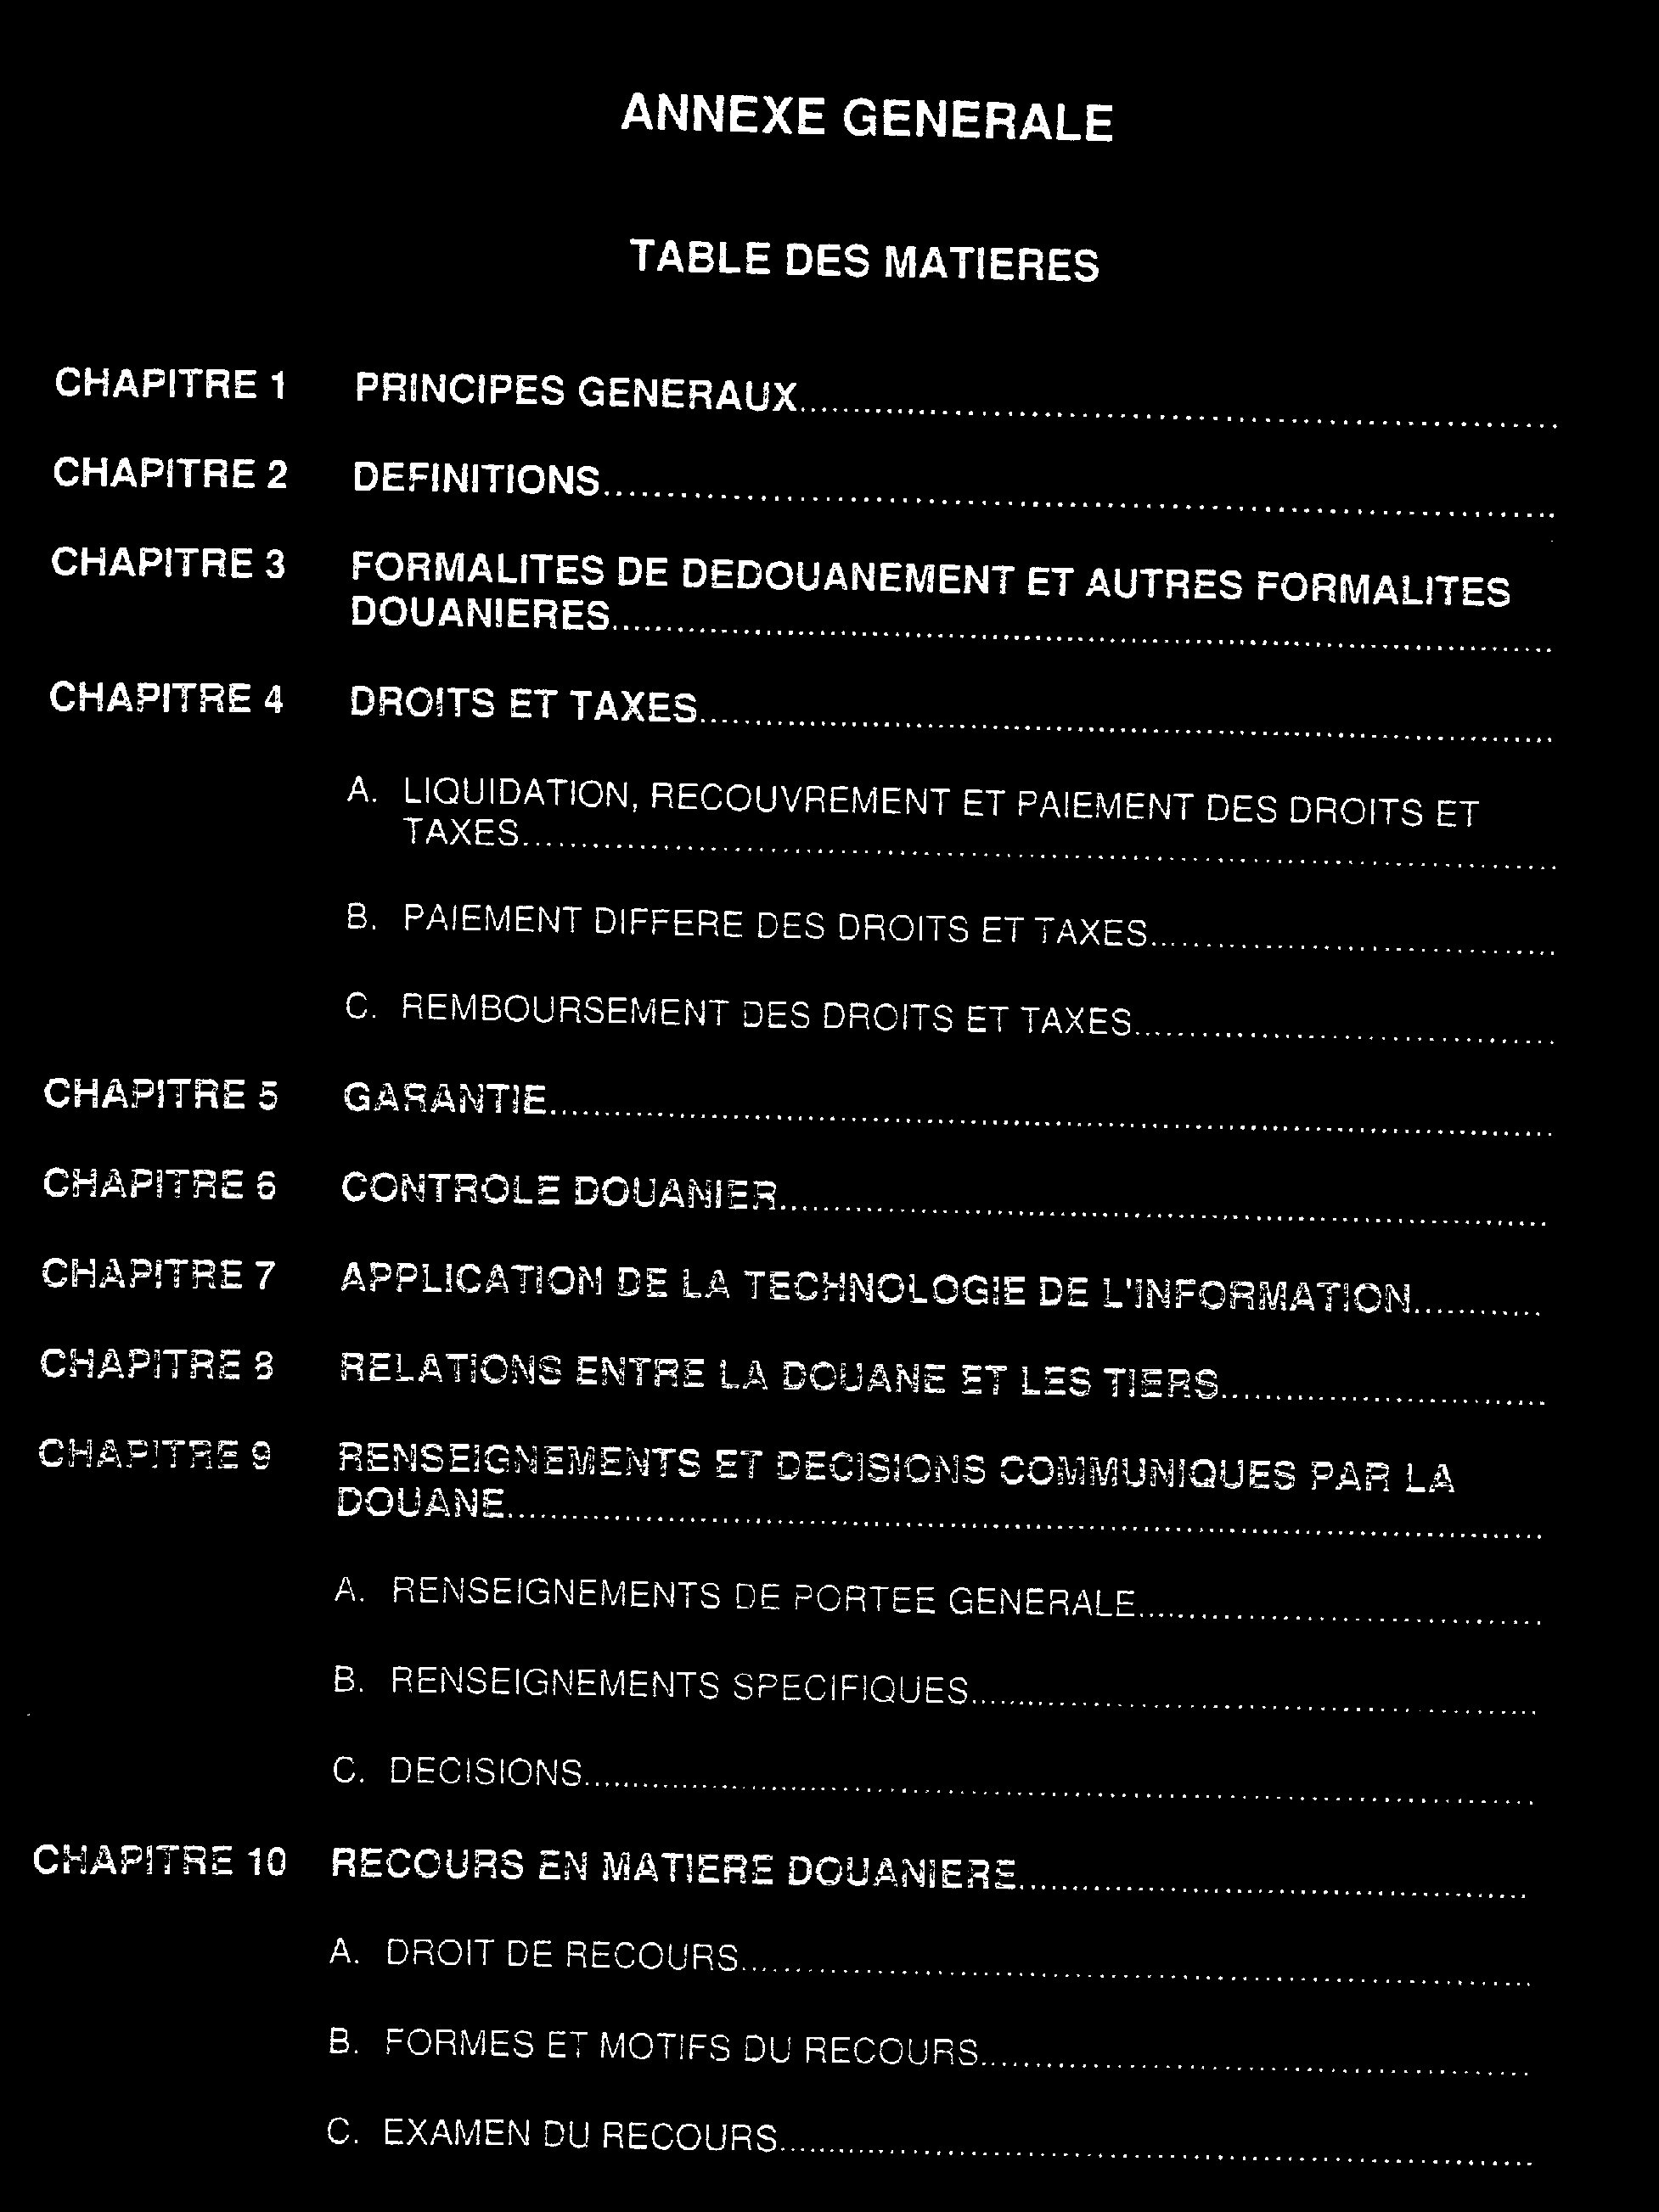 ANNEXE GENERALE
TABLE DES MATIERES
CHAPITRE 1 PRINCIPES GENERAUX
CHAPITRE 2 DEFINITIONS
CHAPITRE 3 FORMALITES DE DEDOUANEMENT ET AUTRES FORMALITES
DOUANIERES
CHAPITRE 4 DROITS ET TAXES
A. LIQUIDATION, RECOUVREMENT ET PAIEMENT DES DROITS ET
TAXES
B. PAIEMENT DIFFERE DES DROITS ET TAXES
C. REMBOURSEMENT DES DROITS ET TAXES
CHAPITRE 5 GARANTIE
CHAPITRE 6 CONTROLE DOUANIER
CHAPITRE 7 APPLICATION DE LA TECHNOLOGIE DE L'INFORMATION
CHAPITRE 8 RELATIONS ENTRE LA DOUANE ET LES TIERS
CHAPITRE 9 RENSEIGNEMENTS ET DECISIONS COMMUNIQUES PAR LA
DOUANE
A. RENSEIGNEMENTS DE PORTEE GENERALE
B. RENSEIGNEMENTS SPECIFIQUES
C. DECISIONS
CHAPITRE 10 RECOURS EN MATIERE DOUANIERE
A. DROIT DE RECOURS
B. FORMES ET MOTIFS DU RECOURS
C. EXAMEN DU RECOURS